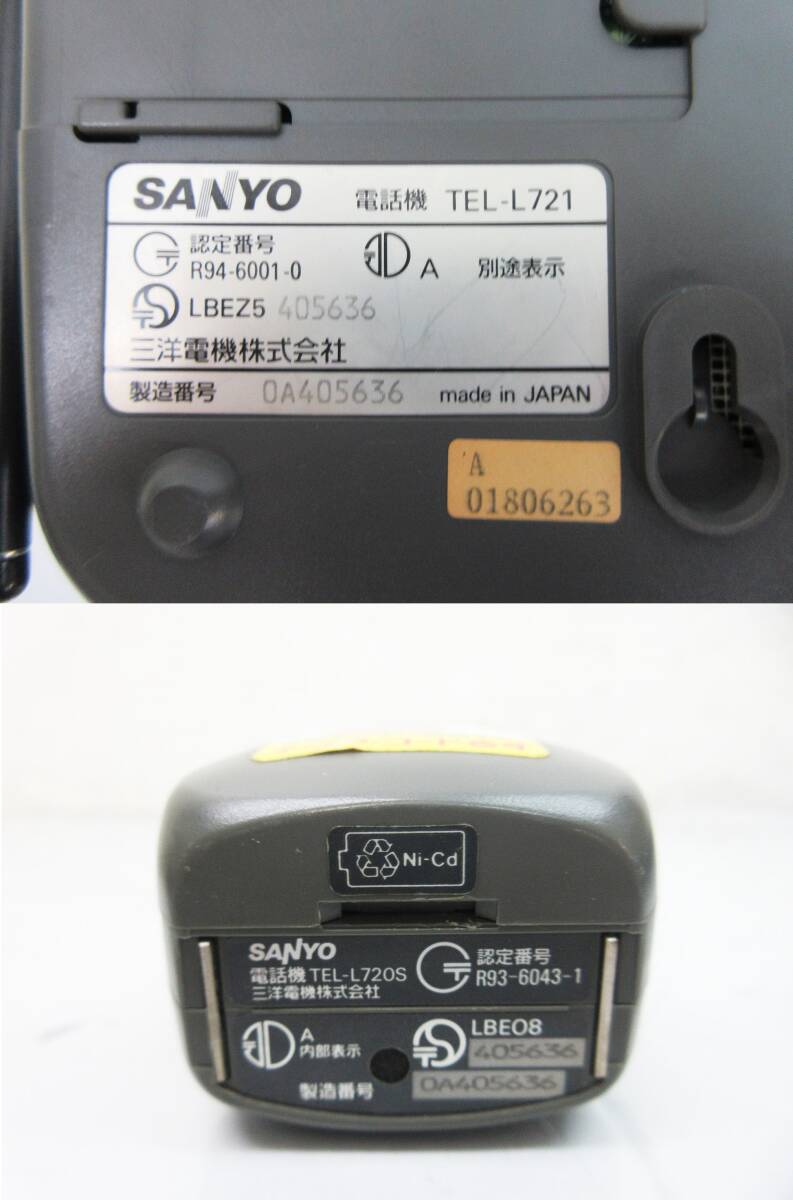 SANYO 電話機 TEL-L721
認定番号
R94-6001-0
A 別途表示
LBEZ5 405636
三洋電機株式会社
製造番号 0A405636 made in JAPAN
A
01806263
Ni-Cd
SANYO
電話機 TEL-L720S
三洋電機株式会社
認定番号
R93-6043-1
A
内部表示
LBE08
405636
製造番号 0A405636